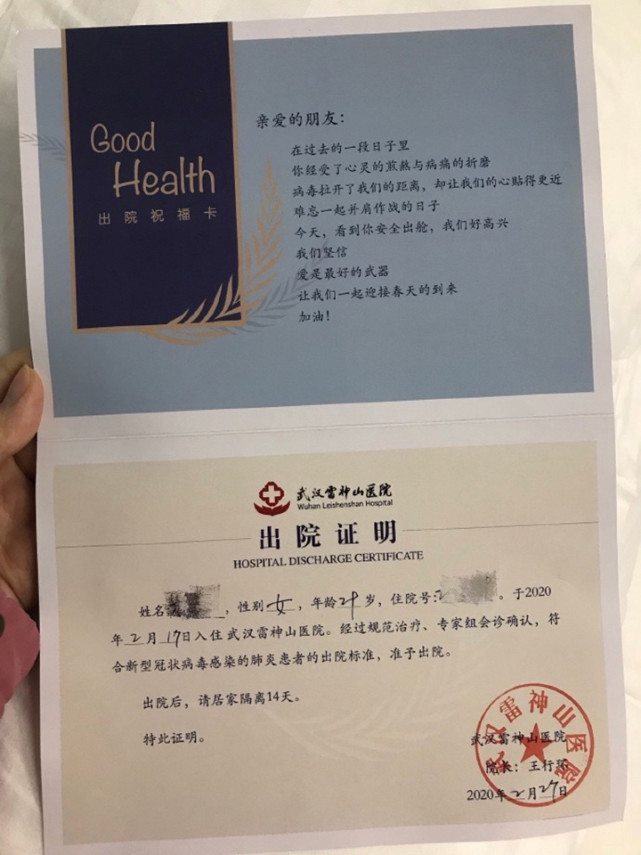 Good
Health
出院祝福卡
亲爱的朋友：
在过去的一段日子里
你经受了心灵的煎熬与病痛的折磨
病毒拉开了我们的距离，却让我们的心贴得更近
难忘一起并肩作战的日子
今天，看到你安全出舱，我们好高兴
我们坚信
爱是最好的武器
让我们一起迎接春天的到来
加油！
武汉雷神山医院
Wuhan Leishenshan Hospital
出院证明
HOSPITAL DISCHARGE CERTIFICATE
姓名，性别女，年龄29岁，住院号：。于2020
年2月17日入住武汉雷神山医院。经过规范治疗、专家组会诊确认，符
合新型冠状病毒感染的肺炎患者的出院标准，准予出院。
出院后，请居家隔离14天。
特此证明。
武汉雷神山医院
武汉雷神山医院
院长：王行环
2020年2月27日